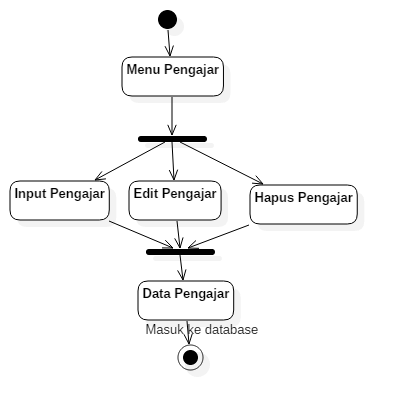 Menu Pengajar
Input Pengajar
Edit Pengajar
Hapus Pengajar
Data Pengajar
Masuk ke database